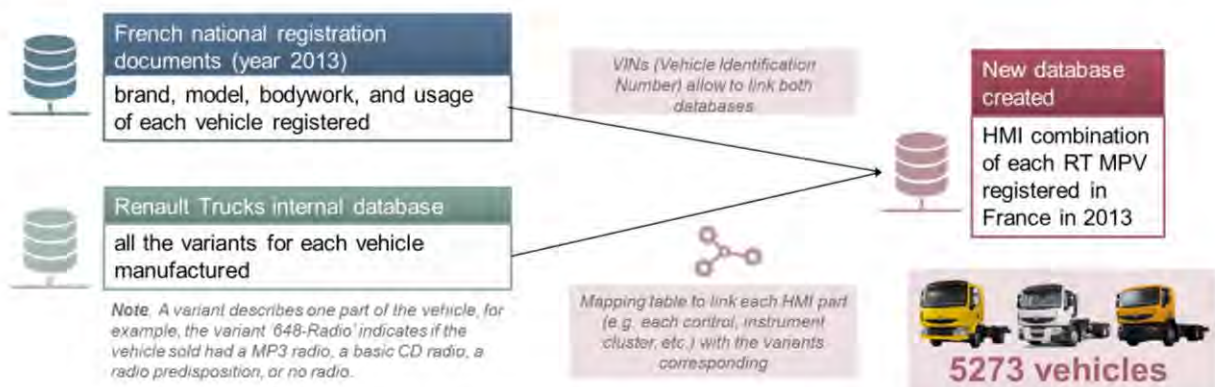 French national registration
documents (year 2013)
brand, model, bodywork, and usage
of each vehicle registered
VINs (Vehicle Identification
Number) allow to link both
databases
New database
created
HMI combination
of each RT MPV
registered in
France in 2013
Renault Trucks internal database
all the variants for each vehicle
manufactured
Note. A variant describes one part of the vehicle, for
example, the variant '648-Radio' indicates if the
vehicle sold had a MP3 radio, a basic CD radio, a
radio predisposition, or no radio.
Mapping table to link each HMI part
(e.g. each control, instrument
cluster, etc.) with the variants
corresponding
5273 vehicles